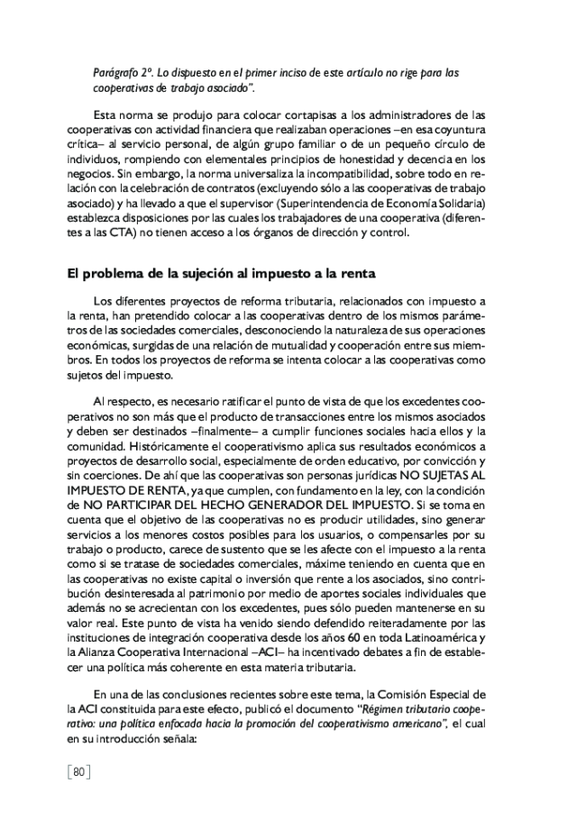 Parágrafo 2º. Lo dispuesto en el primer inciso de este artículo no rige para las
cooperativas de trabajo asociado”.
Esta norma se produjo para colocar cortapisas a los administradores de las
cooperativas con actividad financiera que realizaban operaciones –en esa coyuntura
crítica– al servicio personal, de algún grupo familiar o de un pequeño círculo de
individuos, rompiendo con elementales principios de honestidad y decencia en los
negocios. Sin embargo, la norma universaliza la incompatibilidad, sobre todo en re-
lación con la celebración de contratos (excluyendo sólo a las cooperativas de trabajo
asociado) y ha llevado a que el supervisor (Superintendencia de Economía Solidaria)
establezca disposiciones por las cuales los trabajadores de una cooperativa (diferen-
tes a las CTA) no tienen acceso a los órganos de dirección y control.
El problema de la sujeción al impuesto a la renta
Los diferentes proyectos de reforma tributaria, relacionados con impuesto a
la renta, han pretendido colocar a las cooperativas dentro de los mismos paráme-
tros de las sociedades comerciales, desconociendo la naturaleza de sus operaciones
económicas, surgidas de una relación de mutualidad y cooperación entre sus miem-
bros. En todos los proyectos de reforma se intenta colocar a las cooperativas como
sujetos del impuesto.
Al respecto, es necesario ratificar el punto de vista de que los excedentes coo-
perativos no son más que el producto de transacciones entre los mismos asociados
y deben ser destinados –finalmente– a cumplir funciones sociales hacia ellos y la
comunidad. Históricamente el cooperativismo aplica sus resultados económicos a
proyectos de desarrollo social, especialmente de orden educativo, por convicción y
sin coerciones. De ahí que las cooperativas son personas jurídicas NO SUJETAS AL
IMPUESTO DE RENTA, ya que cumplen, con fundamento en la ley, con la condición
de NO PARTICIPAR DEL HECHO GENERADOR DEL IMPUESTO. Si se toma en
cuenta que el objetivo de las cooperativas no es producir utilidades, sino generar
servicios a los menores costos posibles para los usuarios, o compensarles por su
trabajo o producto, carece de sustento que se les afecte con el impuesto a la renta
como si se tratase de sociedades comerciales, máxime teniendo en cuenta que en
las cooperativas no existe capital o inversión que rente a los asociados, sino contri-
bución desinteresada al patrimonio por medio de aportes sociales individuales que
además no se acrecientan con los excedentes, pues sólo pueden mantenerse en su
valor real. Este punto de vista ha venido siendo defendido reiteradamente por las
instituciones de integración cooperativa desde los años 60 en toda Latinoamérica y
la Alianza Cooperativa Internacional –ACI– ha incentivado debates a fin de estable-
cer una política más coherente en esta materia tributaria.
En una de las conclusiones recientes sobre este tema, la Comisión Especial de
la ACI constituida para este efecto, publicó el documento “Régimen tributario coope-
rativo: una política enfocada hacia la promoción del cooperativismo americano”, el cual
en su introducción señala:
[80]